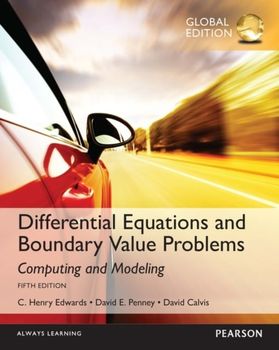 GLOBAL
EDITION
Differential Equations and
Boundary Value Problems
Computing and Modeling
FIFTH EDITION
C. Henry Edwards • David E. Penney • David Calvis
ALWAYS LEARNING
PEARSON